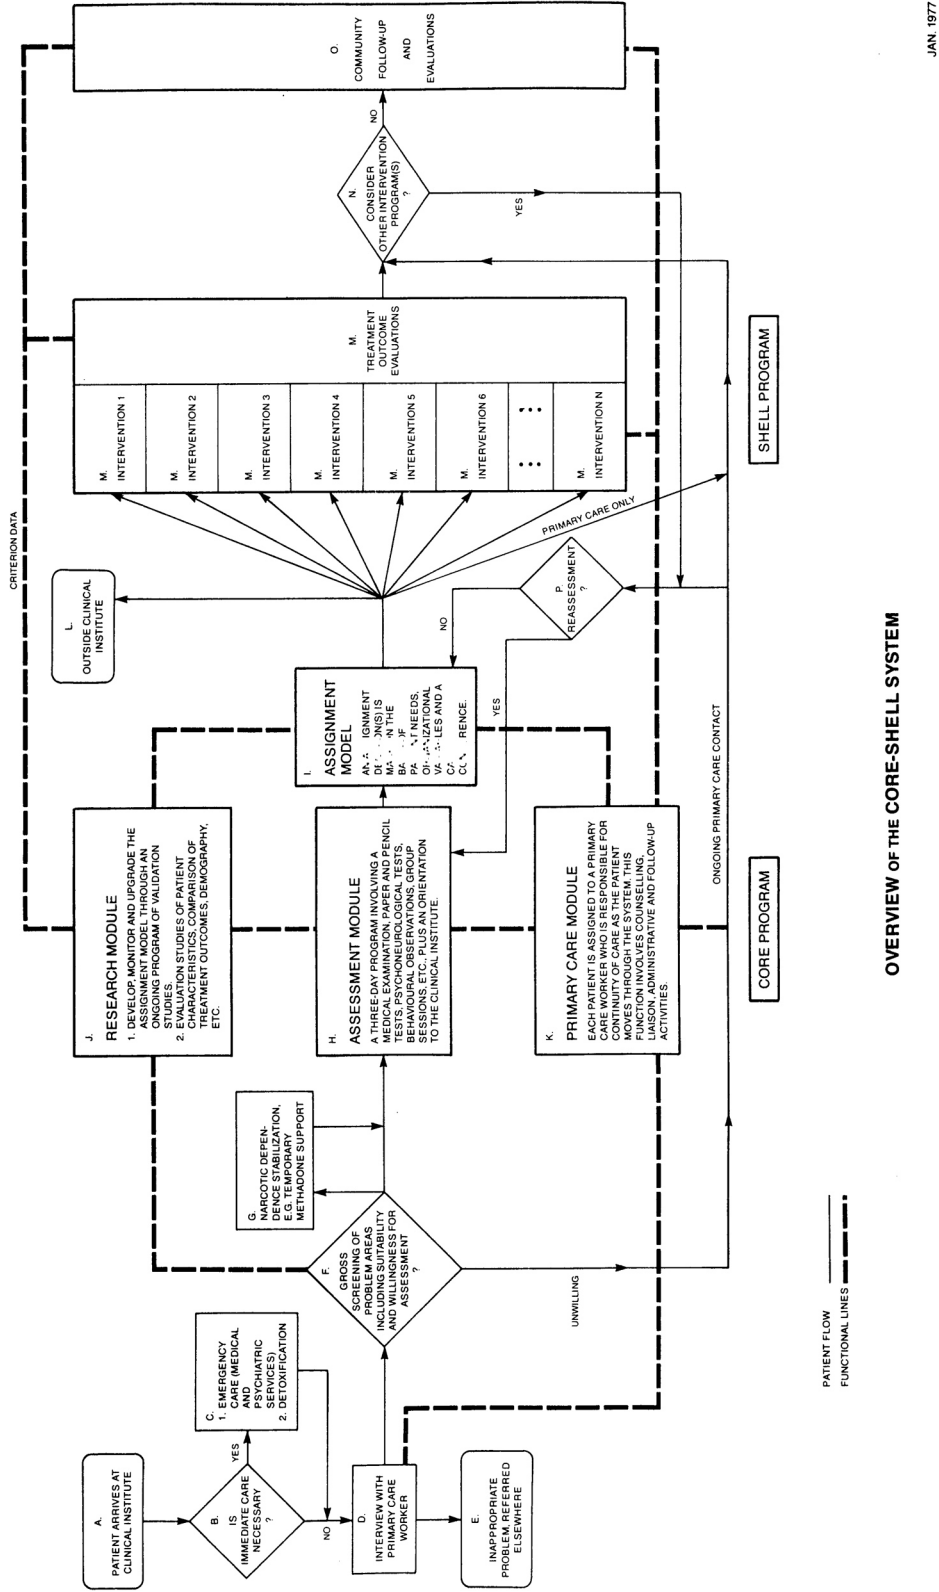 JAN. 1977
CRITERION DATA
A.
PATIENT ARRIVES AT
CLINICAL INSTITUTE
B.
IS
IMMEDIATE CARE
NECESSARY
?
YES
NO
C.
1. EMERGENCY
CARE (MEDICAL
AND
PSYCHIATRIC
SERVICES)
2. DETOXIFICATION
D.
INTERVIEW WITH
PRIMARY CARE
WORKER
E.
INAPPROPRIATE
PROBLEM, REFERRED
ELSEWHERE
F.
GROSS
SCREENING OF
PROBLEM AREAS
INCLUDING SUITABILITY
AND WILLINGNESS FOR
ASSESSMENT
?
UNWILLING
G.
NARCOTIC DEPEN-
DENCE STABILIZATION,
E.G. TEMPORARY
METHADONE SUPPORT
J.
RESEARCH MODULE
1. DEVELOP, MONITOR AND UPGRADE THE
ASSIGNMENT MODEL THROUGH AN
ONGOING PROGRAM OF VALIDATION
STUDIES.
2. EVALUATION STUDIES OF PATIENT
CHARACTERISTICS, COMPARISON OF
TREATMENT OUTCOMES, DEMOGRAPHY,
ETC.
H.
ASSESSMENT MODULE
A THREE-DAY PROGRAM INVOLVING A
MEDICAL EXAMINATION, PAPER AND PENCIL
TESTS, PSYCHONEUROLOGICAL TESTS,
BEHAVIOURAL OBSERVATIONS, GROUP
SESSIONS, ETC., PLUS AN ORIENTATION
TO THE CLINICAL INSTITUTE.
K.
PRIMARY CARE MODULE
EACH PATIENT IS ASSIGNED TO A PRIMARY
CARE WORKER WHO IS RESPONSIBLE FOR
CONTINUITY OF CARE AS THE PATIENT
MOVES THROUGH THE SYSTEM. THIS
FUNCTION INVOLVES COUNSELLING,
LIAISON, ADMINISTRATIVE AND FOLLOW-UP
ACTIVITIES.
I.
ASSIGNMENT
MODEL
IS
THE
NEEDS,
AND A
L.
OUTSIDE CLINICAL
INSTITUTE
M.
INTERVENTION 1
M.
INTERVENTION 2
M.
INTERVENTION 3
M.
INTERVENTION 4
M.
INTERVENTION 5
M.
INTERVENTION 6
M.
INTERVENTION N
M.
TREATMENT
OUTCOME
EVALUATIONS
PRIMARY CARE ONLY
P.
REASSESSMENT
?
NO
YES
N.
CONSIDER
OTHER INTERVENTION
PROGRAM(S)
?
NO
YES
O.
COMMUNITY
FOLLOW-UP
AND
EVALUATIONS
ONGOING PRIMARY CARE CONTACT
CORE PROGRAM
SHELL PROGRAM
PATIENT FLOW
FUNCTIONAL LINES
OVERVIEW OF THE CORE-SHELL SYSTEM